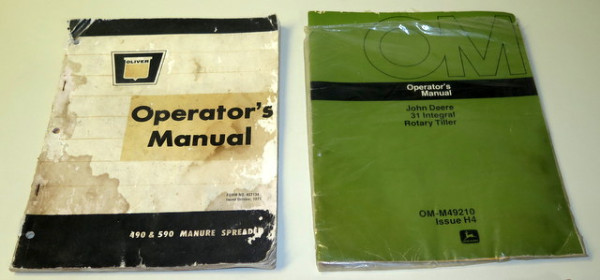 OLIVER
Operator's
Manual
490 & 590 MANURE SPREADER
OM
Operator's
Manual
John Deere
31 Integral
Rotary Tiller
OM-M49210
Issue H4